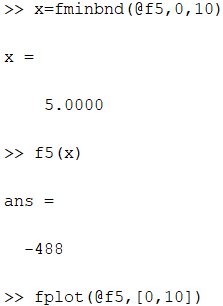 >> x=fminbnd(@f5,0,10)
x =
5.0000
>> f5(x)
ans =
-488
>> fplot(@f5,[0,10])